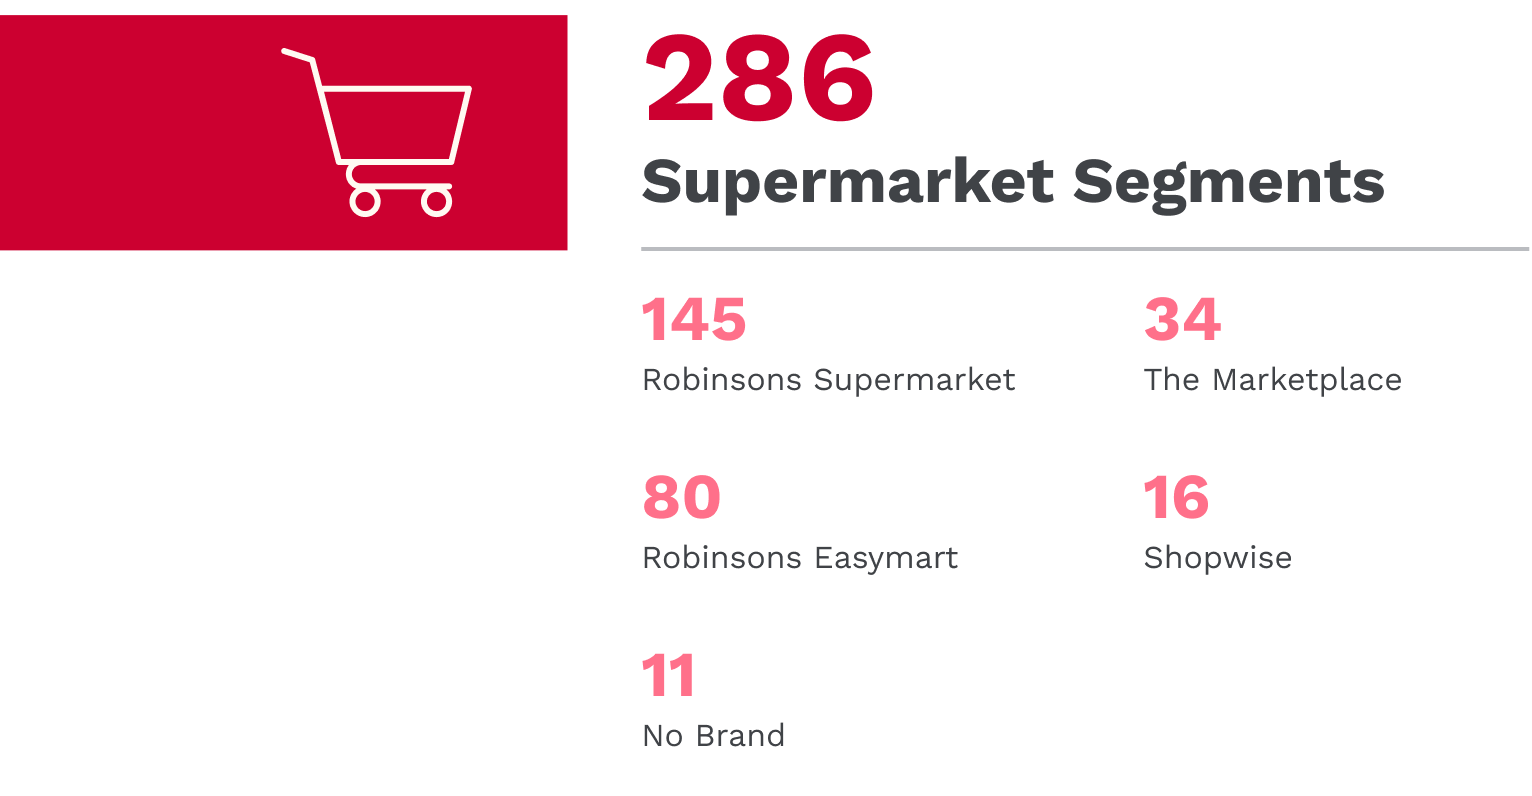 286
Supermarket Segments
145
Robinsons Supermarket
34
The Marketplace
80
Robinsons Easymart
16
Shopwise
11
No Brand